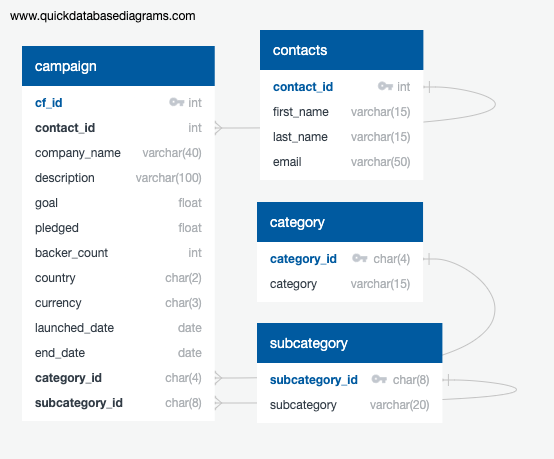 www.quickdatabasediagrams.com
campaign
cf_id int
contact_id int
company_name varchar(40)
description varchar(100)
goal float
pledged float
backer_count int
country char(2)
currency char(3)
launched_date date
end_date date
category_id char(4)
subcategory_id char(8)
contacts
contact_id int
first_name varchar(15)
last_name varchar(15)
email varchar(50)
category
category_id char(4)
category varchar(15)
subcategory
subcategory_id char(8)
subcategory varchar(20)